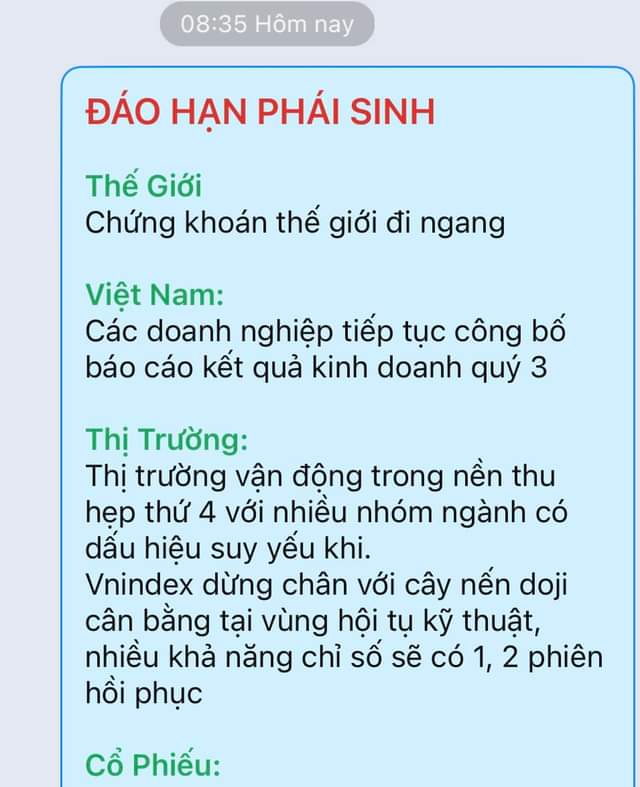 08:35 Hôm nay
ĐÁO HẠN PHÁI SINH
Thế Giới
Chứng khoán thế giới đi ngang
Việt Nam:
Các doanh nghiệp tiếp tục công bố
báo cáo kết quả kinh doanh quý 3
Thị Trường:
Thị trường vận động trong nền thu
hẹp thứ 4 với nhiều nhóm ngành có
dấu hiệu suy yếu khi.
Vnindex dừng chân với cây nến doji
cân bằng tại vùng hội tụ kỹ thuật,
nhiều khả năng chỉ số sẽ có 1, 2 phiên
hồi phục
Cổ Phiếu: